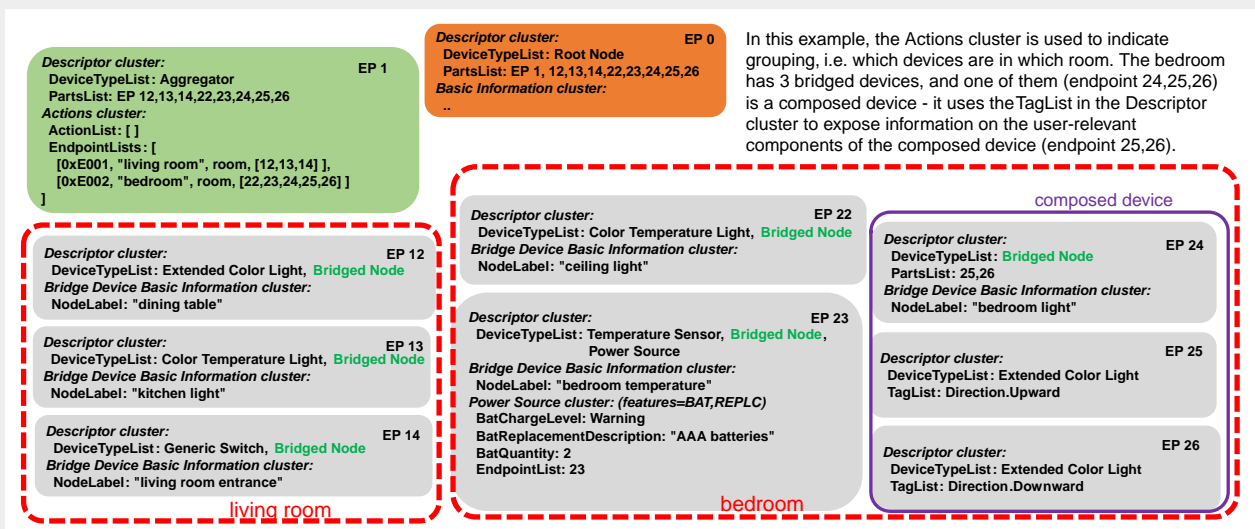 Descriptor cluster: EP 1
DeviceTypeList: Aggregator
PartsList: EP 12,13,14,22,23,24,25,26
Actions cluster:
ActionList: [ ]
EndpointLists: [
[0xE001, "living room", room, [12,13,14] ],
[0xE002, "bedroom", room, [22,23,24,25,26] ]
]
Descriptor cluster: EP 0
DeviceTypeList: Root Node
PartsList: EP 1, 12,13,14,22,23,24,25,26
Basic Information cluster:
..
In this example, the Actions cluster is used to indicate
grouping, i.e. which devices are in which room. The bedroom
has 3 bridged devices, and one of them (endpoint 24,25,26)
is a composed device - it uses the TagList in the Descriptor
cluster to expose information on the user-relevant
components of the composed device (endpoint 25,26).
Descriptor cluster: EP 12
DeviceTypeList: Extended Color Light, Bridged Node
Bridge Device Basic Information cluster:
NodeLabel: "dining table"
Descriptor cluster: EP 13
DeviceTypeList: Color Temperature Light, Bridged Node
Bridge Device Basic Information cluster:
NodeLabel: "kitchen light"
Descriptor cluster: EP 14
DeviceTypeList: Generic Switch, Bridged Node
Bridge Device Basic Information cluster:
NodeLabel: "living room entrance"
living room
Descriptor cluster: EP 22
DeviceTypeList: Color Temperature Light, Bridged Node
Bridge Device Basic Information cluster:
NodeLabel: "ceiling light"
Descriptor cluster: EP 23
DeviceTypeList: Temperature Sensor, Bridged Node,
Power Source
Bridge Device Basic Information cluster:
NodeLabel: "bedroom temperature"
Power Source cluster: (features=BAT,REPLC)
BatChargeLevel: Warning
BatReplacementDescription: "AAA batteries"
BatQuantity: 2
EndpointList: 23
bedroom
composed device
Descriptor cluster: EP 24
DeviceTypeList: Bridged Node
PartsList: 25,26
Bridge Device Basic Information cluster:
NodeLabel: "bedroom light"
Descriptor cluster: EP 25
DeviceTypeList: Extended Color Light
TagList: Direction.Upward
Descriptor cluster: EP 26
DeviceTypeList: Extended Color Light
TagList: Direction.Downward